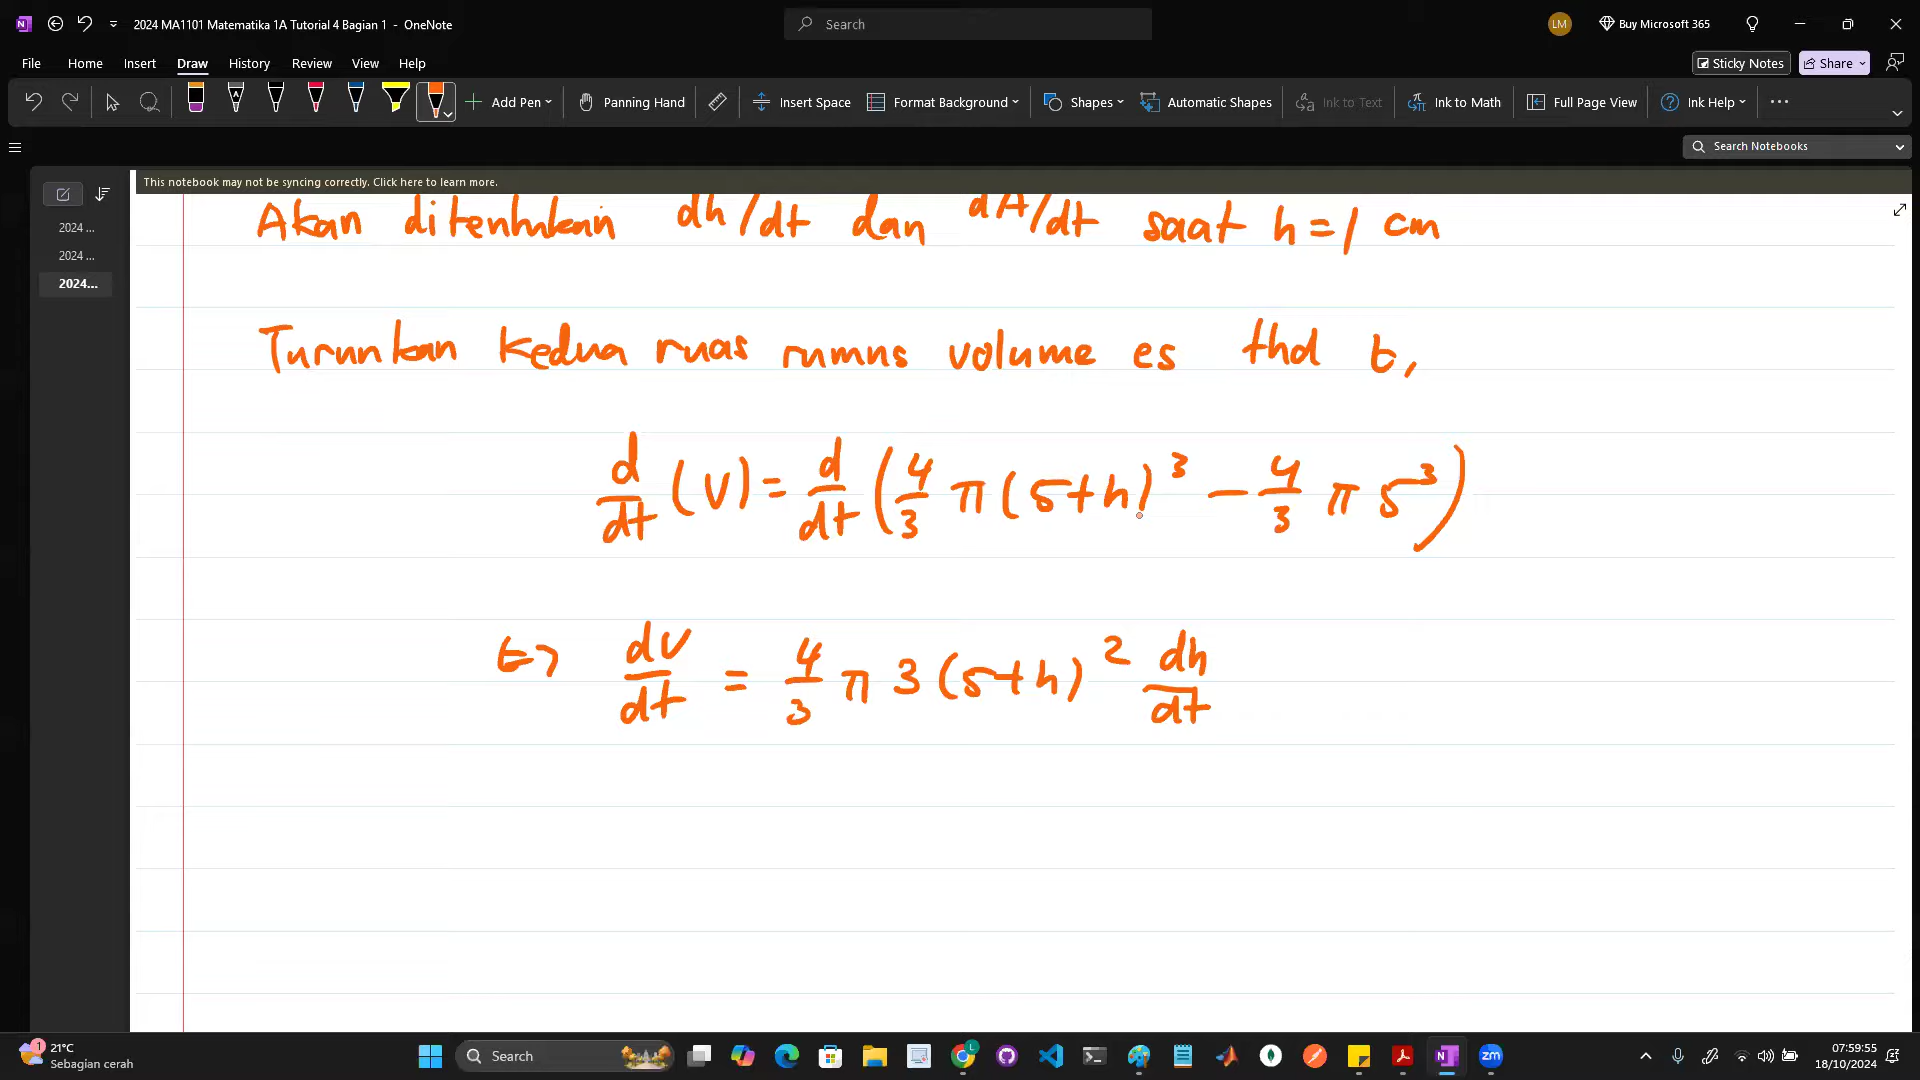 2024 MA1101 Matematika 1A Tutorial 4 Bagian 1 - OneNote
Search
LM
Buy Microsoft 365
File Home Insert Draw History Review View Help
Sticky Notes
Share
Add Pen
Panning Hand
Insert Space
Format Background
Shapes
Automatic Shapes
Ink to Text
Ink to Math
Full Page View
Ink Help
Search Notebooks
This notebook may not be syncing correctly. Click here to learn more.
2024 ...
2024 ...
2024...
Akan ditentukan dh/dt dan dA/dt saat h = 1 cm
Turunkan kedua ruas rumus volume es thd t,
d/dt (V) = d/dt (4/3 π (5+h)^3 − 4/3 π 5^3)
⇔ dV/dt = 4/3 π 3 (5+h)^2 dh/dt
1
21°C
Sebagian cerah
Search
zm
07:59:55
18/10/2024